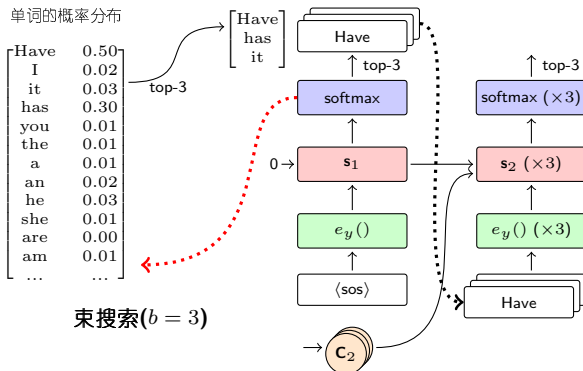 单词的概率分布
Have 0.50
I 0.02
it 0.03
has 0.30
you 0.01
the 0.01
a 0.01
an 0.02
he 0.03
she 0.01
are 0.00
am 0.01
... ...
top-3
Have
has
it
Have
top-3
softmax
0
s₁
e_y()
⟨sos⟩
top-3
softmax (×3)
s₂ (×3)
e_y() (×3)
Have
束搜索(b = 3)
C₂